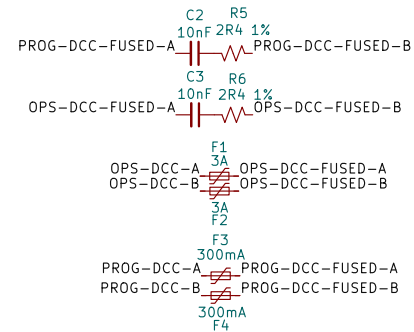 C2 R5
10nF 2R4 1%
PROG-DCC-FUSED-A PROG-DCC-FUSED-B
C3 R6
10nF 2R4 1%
OPS-DCC-FUSED-A OPS-DCC-FUSED-B
F1
3A
OPS-DCC-A OPS-DCC-FUSED-A
OPS-DCC-B OPS-DCC-FUSED-B
3A
F2
F3
300mA
PROG-DCC-A PROG-DCC-FUSED-A
PROG-DCC-B PROG-DCC-FUSED-B
300mA
F4